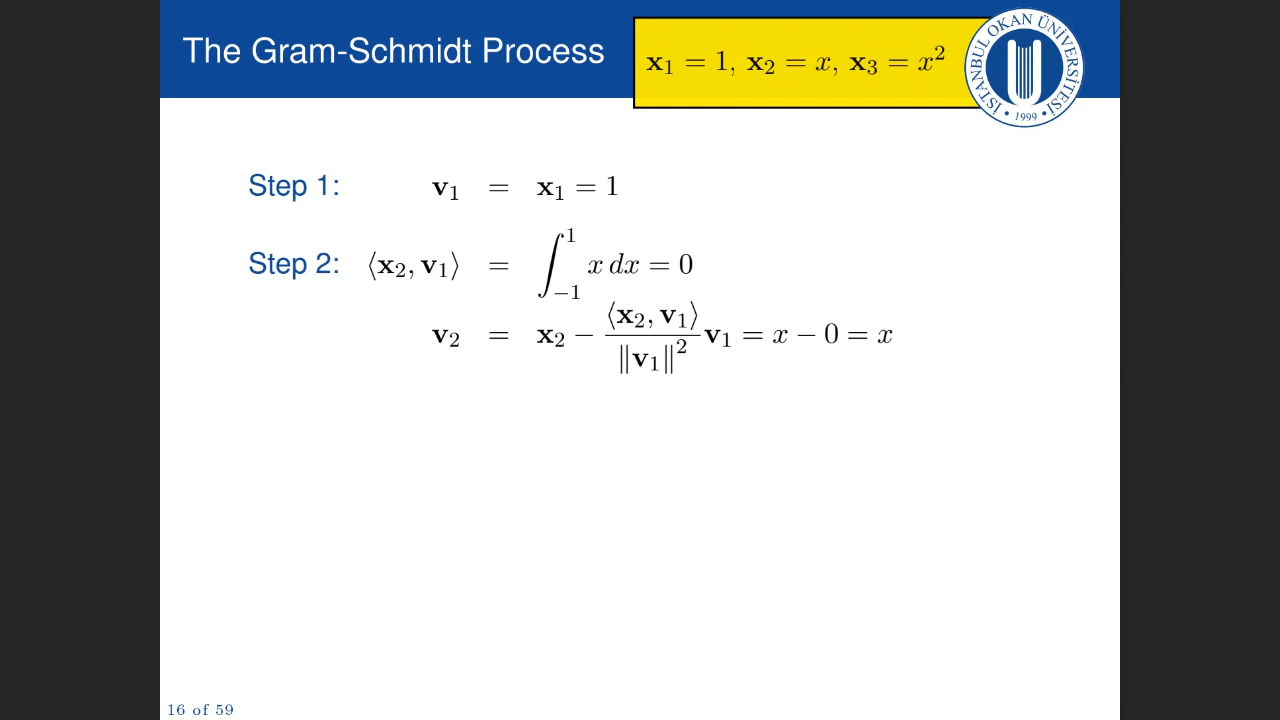 The Gram-Schmidt Process
x₁ = 1, x₂ = x, x₃ = x²
İSTANBUL OKAN ÜNİVERSİTESİ
• 1999 •
Step 1: v₁ = x₁ = 1
Step 2: ⟨x₂, v₁⟩ = ∫₋₁¹ x dx = 0
v₂ = x₂ − ⟨x₂, v₁⟩ / ‖v₁‖² v₁ = x − 0 = x
16 of 59